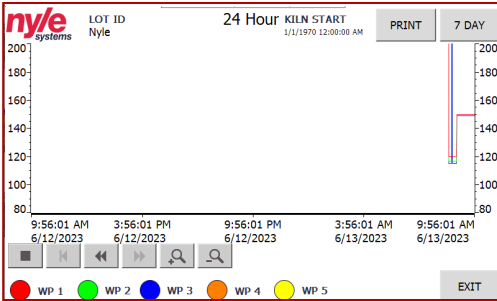 nyle
systems
LOT ID
Nyle
24 Hour KILN START
1/1/1970 12:00:00 AM
PRINT
7 DAY
200 200
180 180
160 160
140 140
120 120
100 100
80 80
9:56:01 AM 3:56:01 PM 9:56:01 PM 3:56:01 AM 9:56:01 AM
6/12/2023 6/12/2023 6/12/2023 6/13/2023 6/13/2023
WP 1 WP 2 WP 3 WP 4 WP 5
EXIT